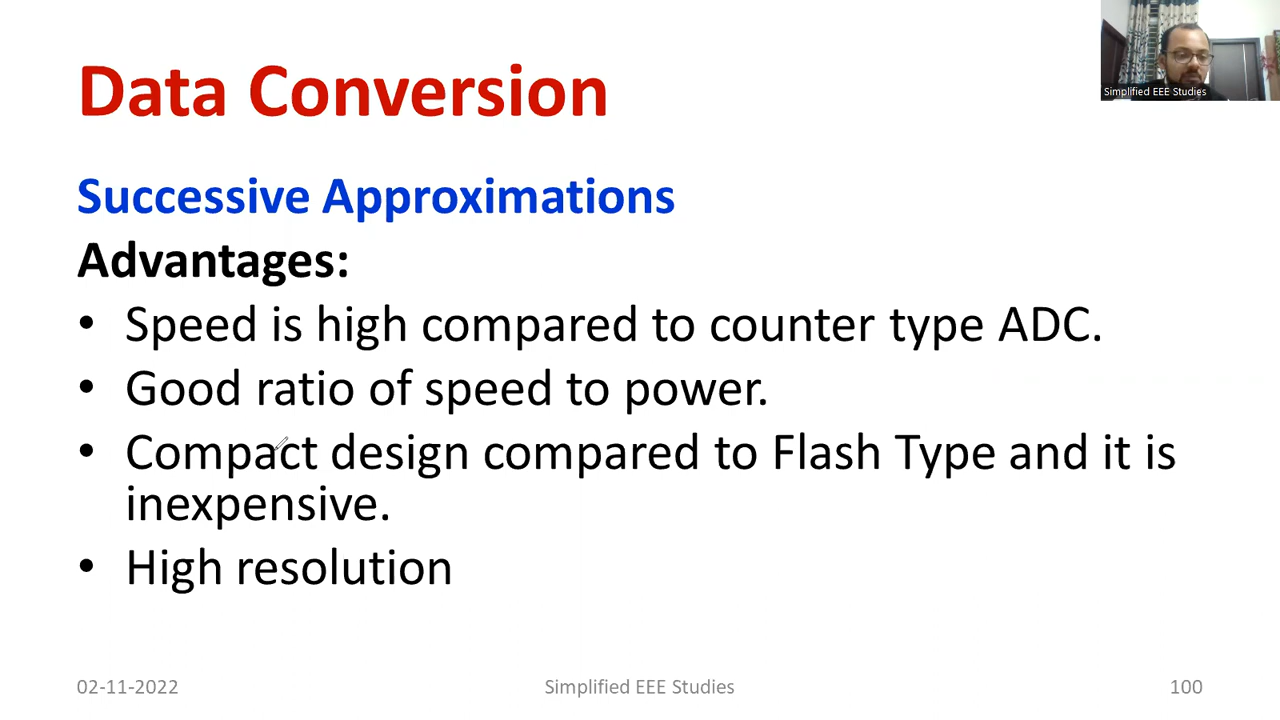 Data Conversion
Simplified EEE Studies
Successive Approximations
Advantages:
• Speed is high compared to counter type ADC.
• Good ratio of speed to power.
• Compact design compared to Flash Type and it is
inexpensive.
• High resolution
02-11-2022
Simplified EEE Studies
100